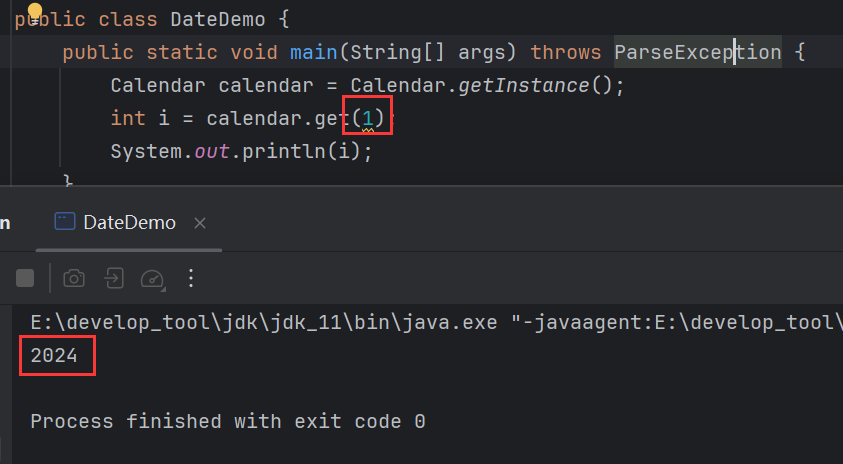 public class DateDemo {
public static void main(String[] args) throws ParseException {
Calendar calendar = Calendar.getInstance();
int i = calendar.get(1);
System.out.println(i);
}
n
DateDemo
E:\develop_tool\jdk\jdk_11\bin\java.exe "-javaagent:E:\develop_tool\
2024
Process finished with exit code 0